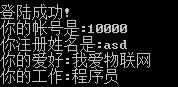 登陆成功！
你的帐号是:10000
你注册姓名是:asd
你的爱好:我爱物联网
你的工作:程序员